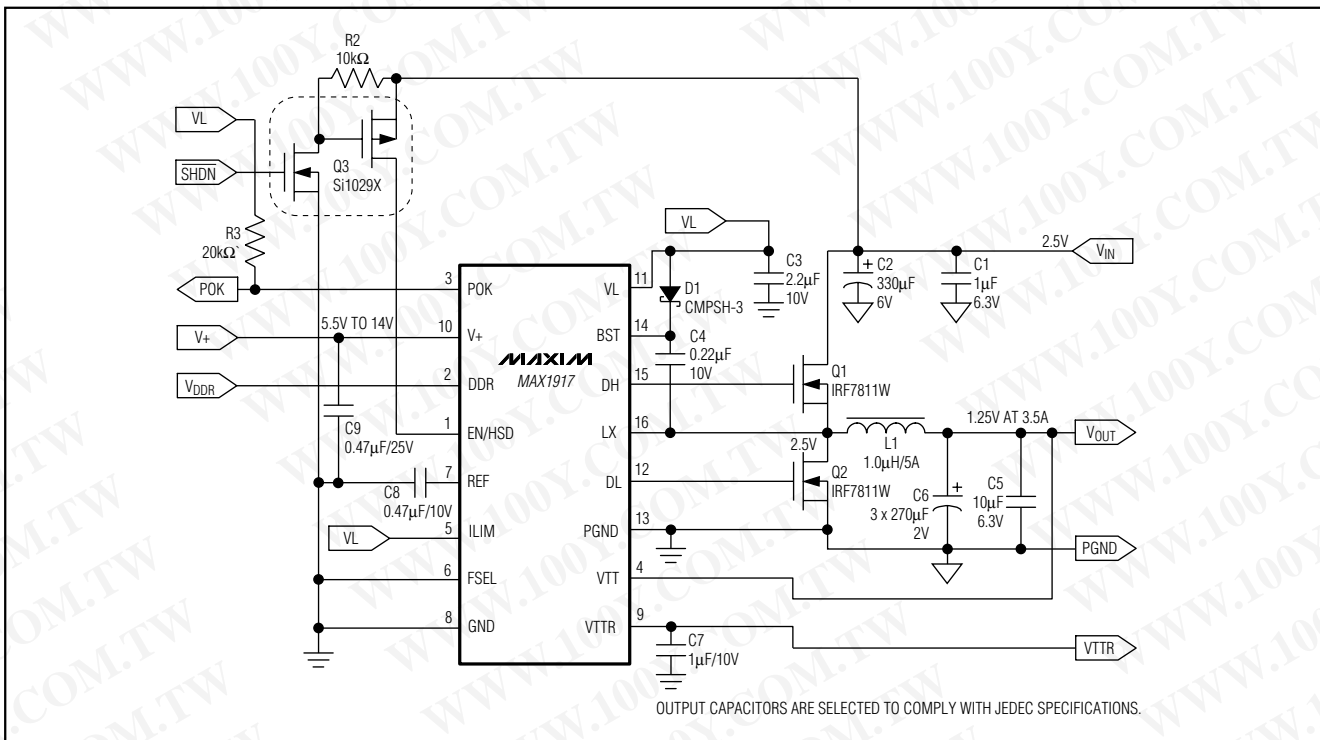 R2
10kΩ
VL
SHDN
Q3
Si1029X
R3
20kΩ`
POK
V+
5.5V TO 14V
VDDR
C9
0.47µF/25V
C8
0.47µF/10V
VL
3
POK
10
V+
2
DDR
1
EN/HSD
7
REF
5
ILIM
6
FSEL
8
GND
MAXIM
MAX1917
VL
11
BST
14
DH
15
LX
16
DL
12
PGND
13
VTT
4
VTTR
9
VL
D1
CMPSH-3
C3
2.2µF
10V
C4
0.22µF
10V
C2
330µF
6V
C1
1µF
6.3V
2.5V
VIN
Q1
IRF7811W
2.5V
Q2
IRF7811W
L1
1.0µH/5A
1.25V AT 3.5A
VOUT
C6
3 x 270µF
2V
C5
10µF
6.3V
PGND
C7
1µF/10V
VTTR
OUTPUT CAPACITORS ARE SELECTED TO COMPLY WITH JEDEC SPECIFICATIONS.
WWW.100Y.COM.TW